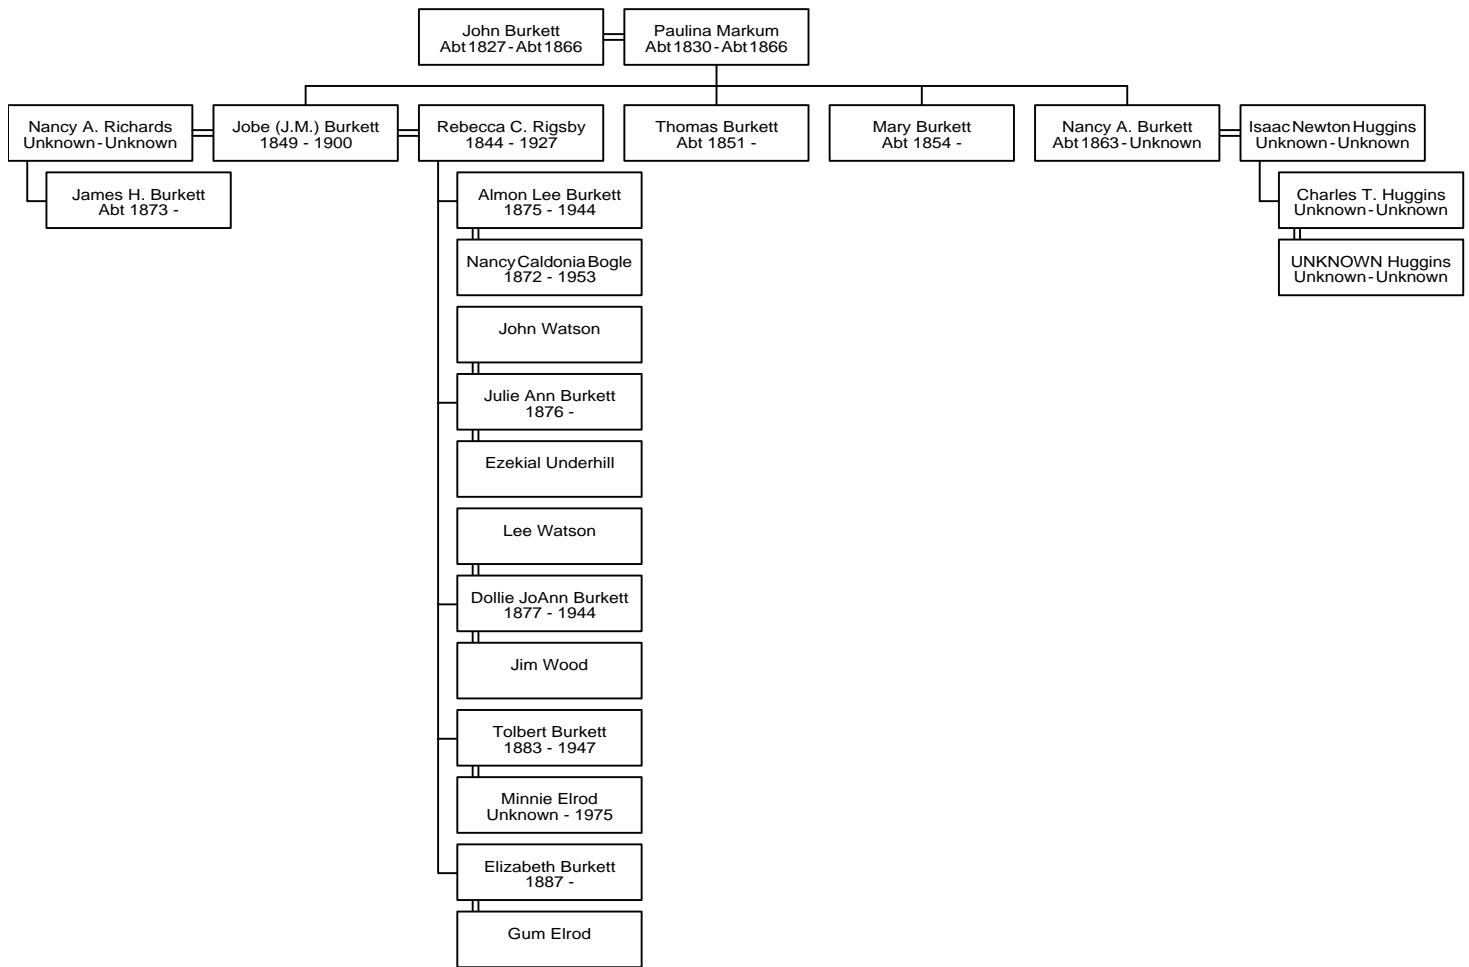 John Burkett
Abt 1827 - Abt 1866
Paulina Markum
Abt 1830 - Abt 1866
Nancy A. Richards
Unknown - Unknown
Jobe (J.M.) Burkett
1849 - 1900
Rebecca C. Rigsby
1844 - 1927
Thomas Burkett
Abt 1851 -
Mary Burkett
Abt 1854 -
Nancy A. Burkett
Abt 1863 - Unknown
Isaac Newton Huggins
Unknown - Unknown
James H. Burkett
Abt 1873 -
Almon Lee Burkett
1875 - 1944
Charles T. Huggins
Unknown - Unknown
Nancy Caldonia Bogle
1872 - 1953
UNKNOWN Huggins
Unknown - Unknown
John Watson
Julie Ann Burkett
1876 -
Ezekial Underhill
Lee Watson
Dollie JoAnn Burkett
1877 - 1944
Jim Wood
Tolbert Burkett
1883 - 1947
Minnie Elrod
Unknown - 1975
Elizabeth Burkett
1887 -
Gum Elrod